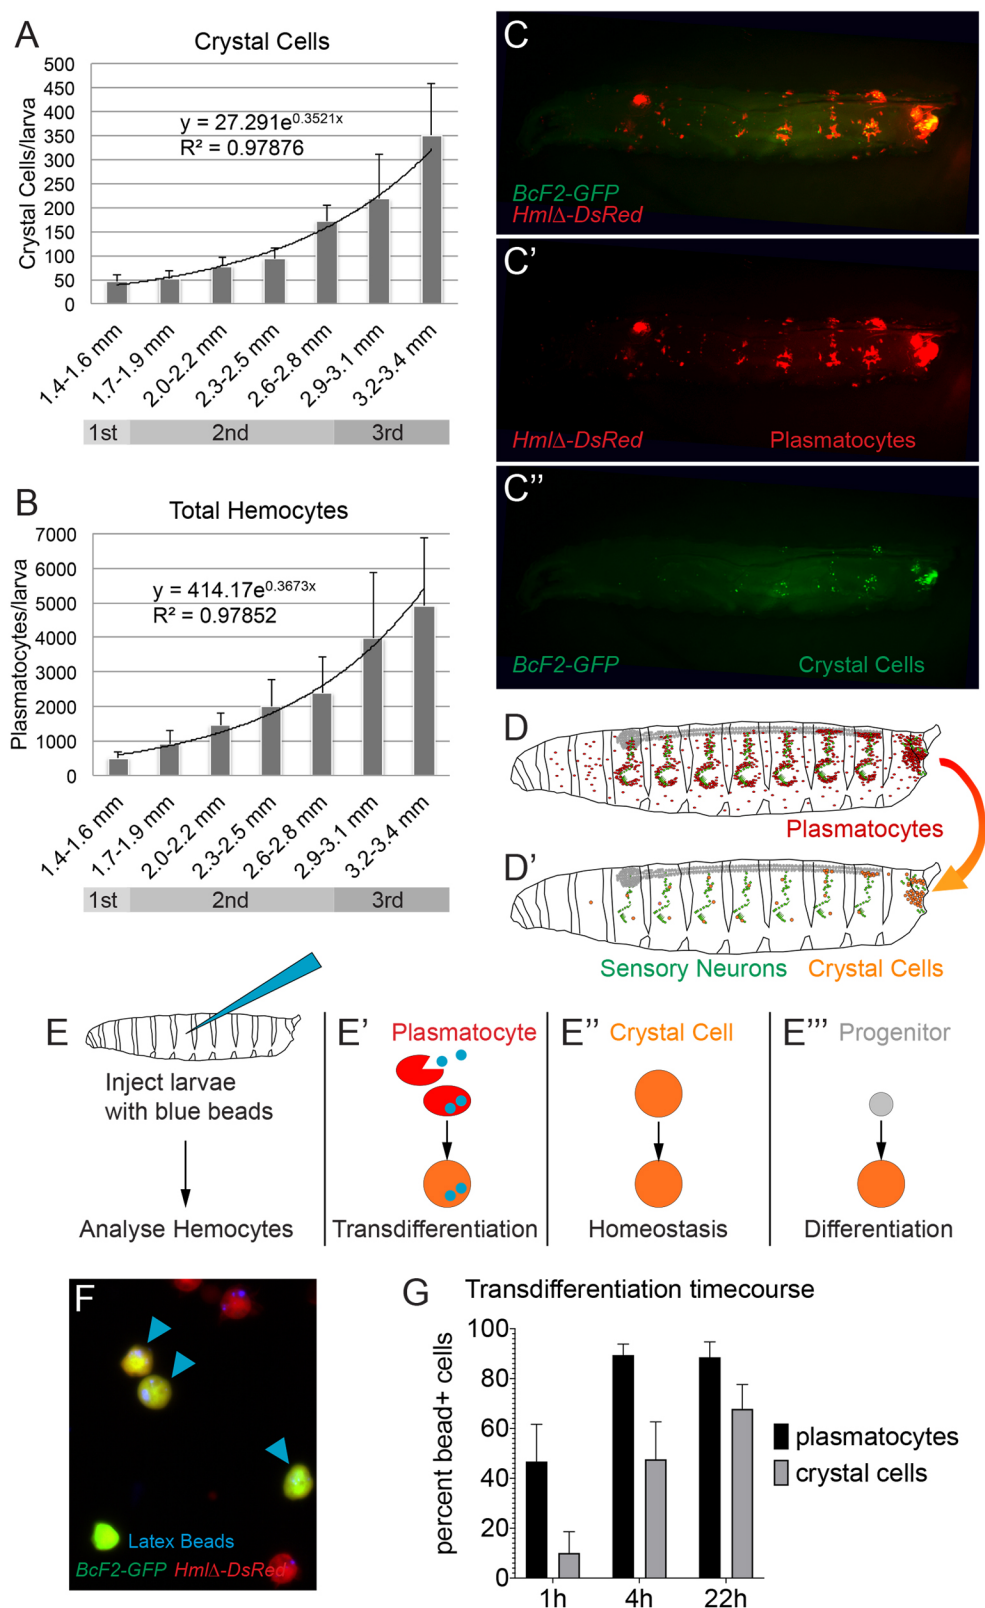 A
Crystal Cells
500
450
400
350
300
250
200
150
100
50
0
Crystal Cells/larva
y = 27.291e0.3521x
R² = 0.97876
1.4-1.6 mm
1.7-1.9 mm
2.0-2.2 mm
2.3-2.5 mm
2.6-2.8 mm
2.9-3.1 mm
3.2-3.4 mm
1st 2nd 3rd
B
Total Hemocytes
7000
6000
5000
4000
3000
2000
1000
0
Plasmatocytes/larva
y = 414.17e0.3673x
R² = 0.97852
1.4-1.6 mm
1.7-1.9 mm
2.0-2.2 mm
2.3-2.5 mm
2.6-2.8 mm
2.9-3.1 mm
3.2-3.4 mm
1st 2nd 3rd
C
BcF2-GFP
HmlΔ-DsRed
C’
HmlΔ-DsRed Plasmatocytes
C’’
BcF2-GFP Crystal Cells
D
Plasmatocytes
D’
Sensory Neurons Crystal Cells
E
Inject larvae
with blue beads
Analyse Hemocytes
E’ Plasmatocyte
Transdifferentiation
E’’ Crystal Cell
Homeostasis
E’’’ Progenitor
Differentiation
F
Latex Beads
BcF2-GFP HmlΔ-DsRed
G Transdifferentiation timecourse
100
80
60
40
20
0
percent bead+ cells
1h 4h 22h
plasmatocytes
crystal cells